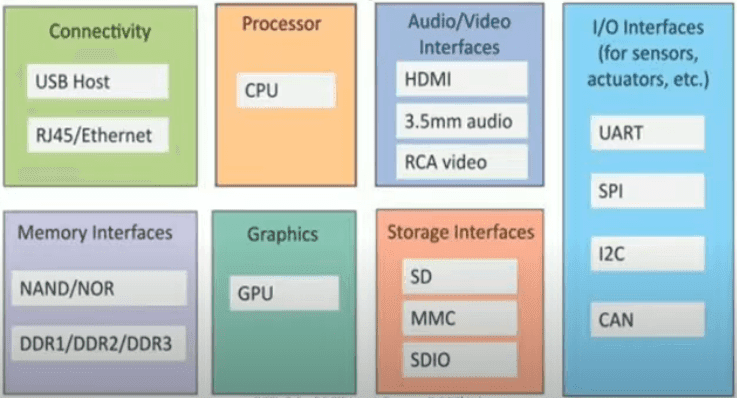 Connectivity
USB Host
RJ45/Ethernet
Processor
CPU
Audio/Video
Interfaces
HDMI
3.5mm audio
RCA video
I/O Interfaces
(for sensors,
actuators, etc.)
UART
SPI
I2C
CAN
Memory Interfaces
NAND/NOR
DDR1/DDR2/DDR3
Graphics
GPU
Storage Interfaces
SD
MMC
SDIO